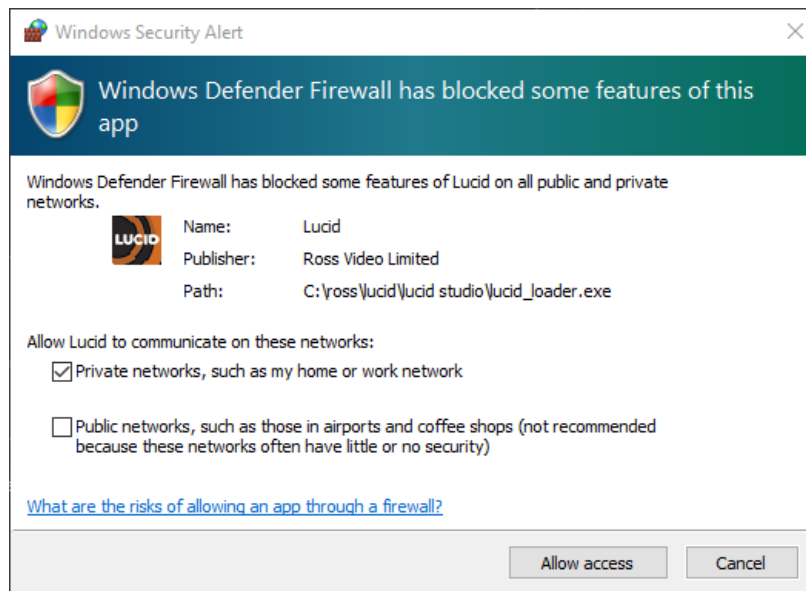 Windows Security Alert
Windows Defender Firewall has blocked some features of this
app
Windows Defender Firewall has blocked some features of Lucid on all public and private
networks.
LUCID
Name: Lucid
Publisher: Ross Video Limited
Path: C:\ross\lucid\lucid studio\lucid_loader.exe
Allow Lucid to communicate on these networks:
Private networks, such as my home or work network
Public networks, such as those in airports and coffee shops (not recommended
because these networks often have little or no security)
What are the risks of allowing an app through a firewall?
Allow access Cancel